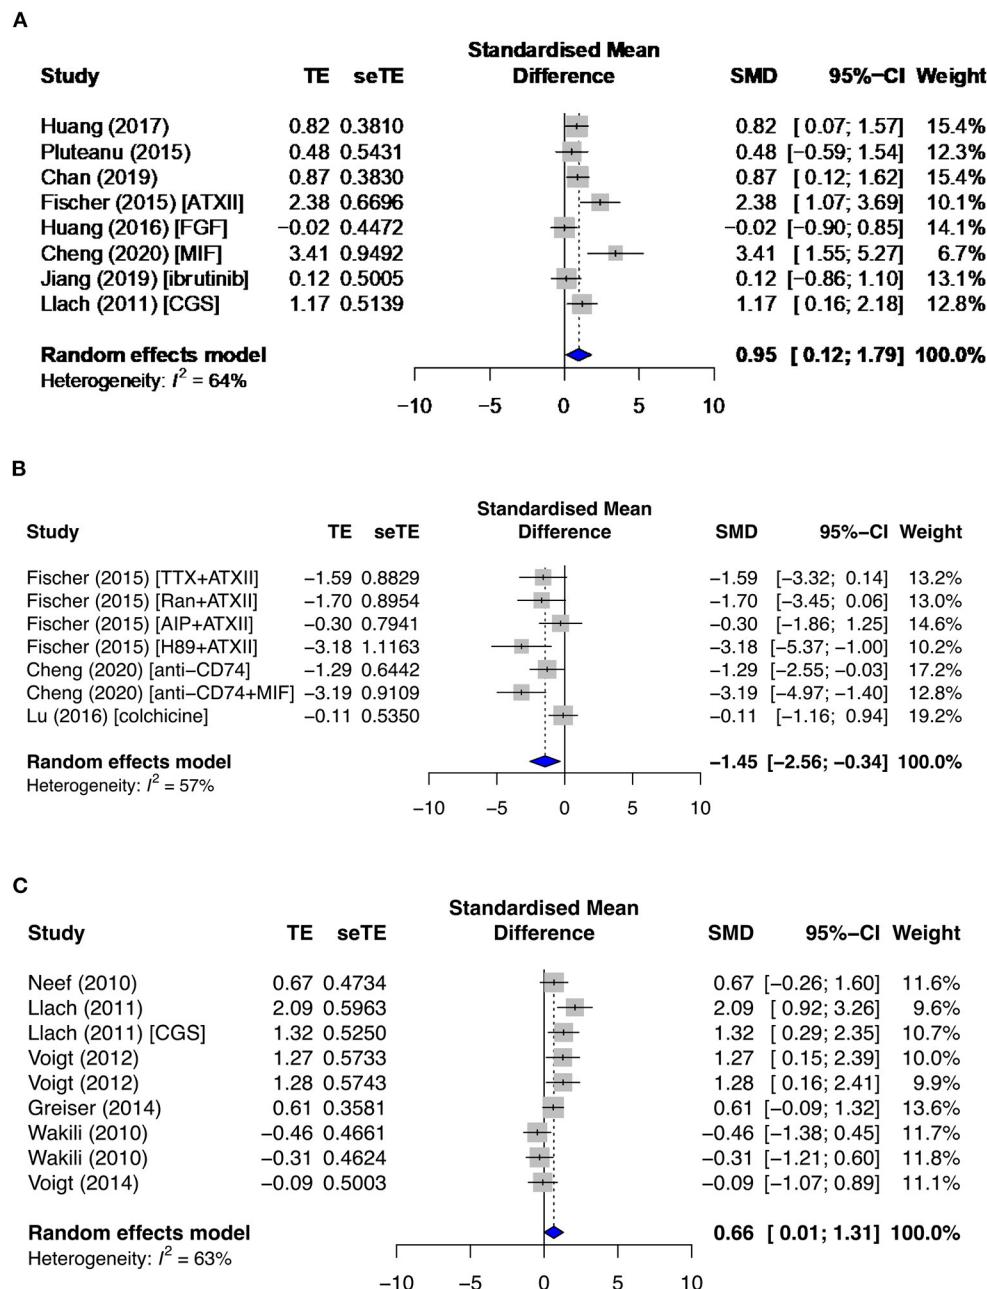 A
Standardised Mean
Study TE seTE Difference SMD 95%−CI Weight
Huang (2017) 0.82 0.3810 0.82 [ 0.07; 1.57] 15.4%
Pluteanu (2015) 0.48 0.5431 0.48 [−0.59; 1.54] 12.3%
Chan (2019) 0.87 0.3830 0.87 [ 0.12; 1.62] 15.4%
Fischer (2015) [ATXII] 2.38 0.6696 2.38 [ 1.07; 3.69] 10.1%
Huang (2016) [FGF] −0.02 0.4472 −0.02 [−0.90; 0.85] 14.1%
Cheng (2020) [MIF] 3.41 0.9492 3.41 [ 1.55; 5.27] 6.7%
Jiang (2019) [ibrutinib] 0.12 0.5005 0.12 [−0.86; 1.10] 13.1%
Llach (2011) [CGS] 1.17 0.5139 1.17 [ 0.16; 2.18] 12.8%
Random effects model 0.95 [ 0.12; 1.79] 100.0%
Heterogeneity: I² = 64%
−10 −5 0 5 10
B
Standardised Mean
Study TE seTE Difference SMD 95%−CI Weight
Fischer (2015) [TTX+ATXII] −1.59 0.8829 −1.59 [−3.32; 0.14] 13.2%
Fischer (2015) [Ran+ATXII] −1.70 0.8954 −1.70 [−3.45; 0.06] 13.0%
Fischer (2015) [AIP+ATXII] −0.30 0.7941 −0.30 [−1.86; 1.25] 14.6%
Fischer (2015) [H89+ATXII] −3.18 1.1163 −3.18 [−5.37; −1.00] 10.2%
Cheng (2020) [anti−CD74] −1.29 0.6442 −1.29 [−2.55; −0.03] 17.2%
Cheng (2020) [anti−CD74+MIF] −3.19 0.9109 −3.19 [−4.97; −1.40] 12.8%
Lu (2016) [colchicine] −0.11 0.5350 −0.11 [−1.16; 0.94] 19.2%
Random effects model −1.45 [−2.56; −0.34] 100.0%
Heterogeneity: I² = 57%
−10 −5 0 5 10
C
Standardised Mean
Study TE seTE Difference SMD 95%−CI Weight
Neef (2010) 0.67 0.4734 0.67 [−0.26; 1.60] 11.6%
Llach (2011) 2.09 0.5963 2.09 [ 0.92; 3.26] 9.6%
Llach (2011) [CGS] 1.32 0.5250 1.32 [ 0.29; 2.35] 10.7%
Voigt (2012) 1.27 0.5733 1.27 [ 0.15; 2.39] 10.0%
Voigt (2012) 1.28 0.5743 1.28 [ 0.16; 2.41] 9.9%
Greiser (2014) 0.61 0.3581 0.61 [−0.09; 1.32] 13.6%
Wakili (2010) −0.46 0.4661 −0.46 [−1.38; 0.45] 11.7%
Wakili (2010) −0.31 0.4624 −0.31 [−1.21; 0.60] 11.8%
Voigt (2014) −0.09 0.5003 −0.09 [−1.07; 0.89] 11.1%
Random effects model 0.66 [ 0.01; 1.31] 100.0%
Heterogeneity: I² = 63%
−10 −5 0 5 10